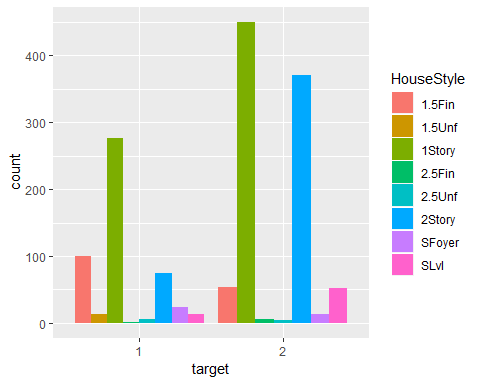 400
300
200
100
0
count
1
2
target
HouseStyle
1.5Fin
1.5Unf
1Story
2.5Fin
2.5Unf
2Story
SFoyer
SLvl